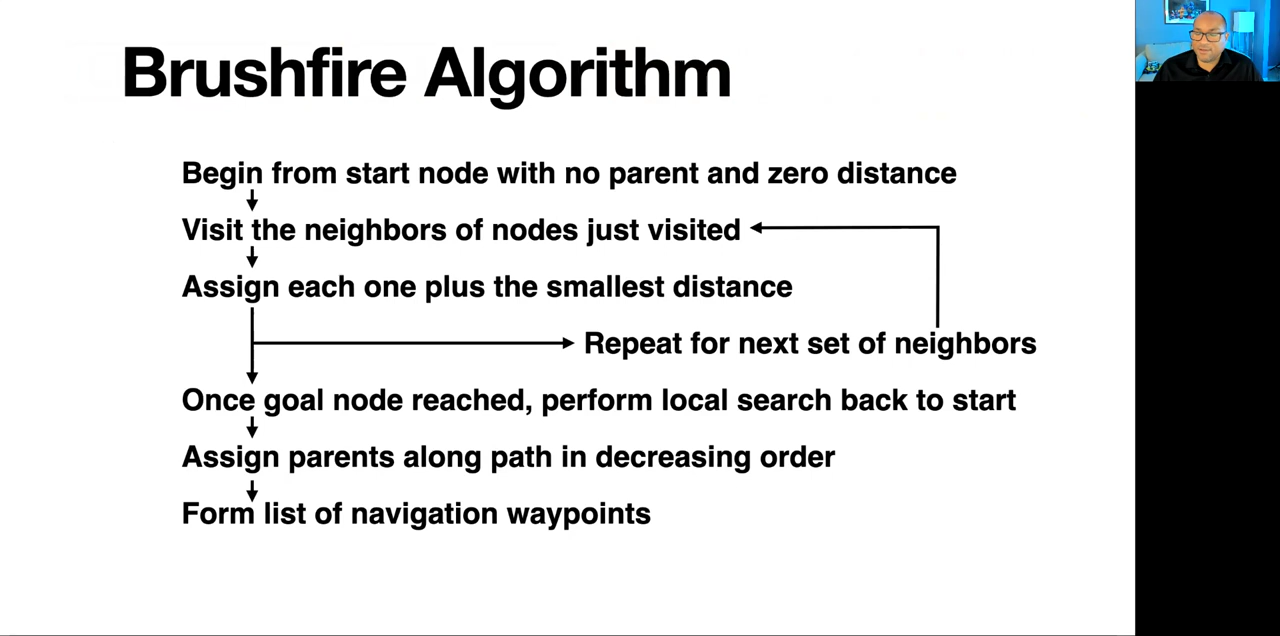 Brushfire Algorithm
Begin from start node with no parent and zero distance
Visit the neighbors of nodes just visited
Assign each one plus the smallest distance
Repeat for next set of neighbors
Once goal node reached, perform local search back to start
Assign parents along path in decreasing order
Form list of navigation waypoints